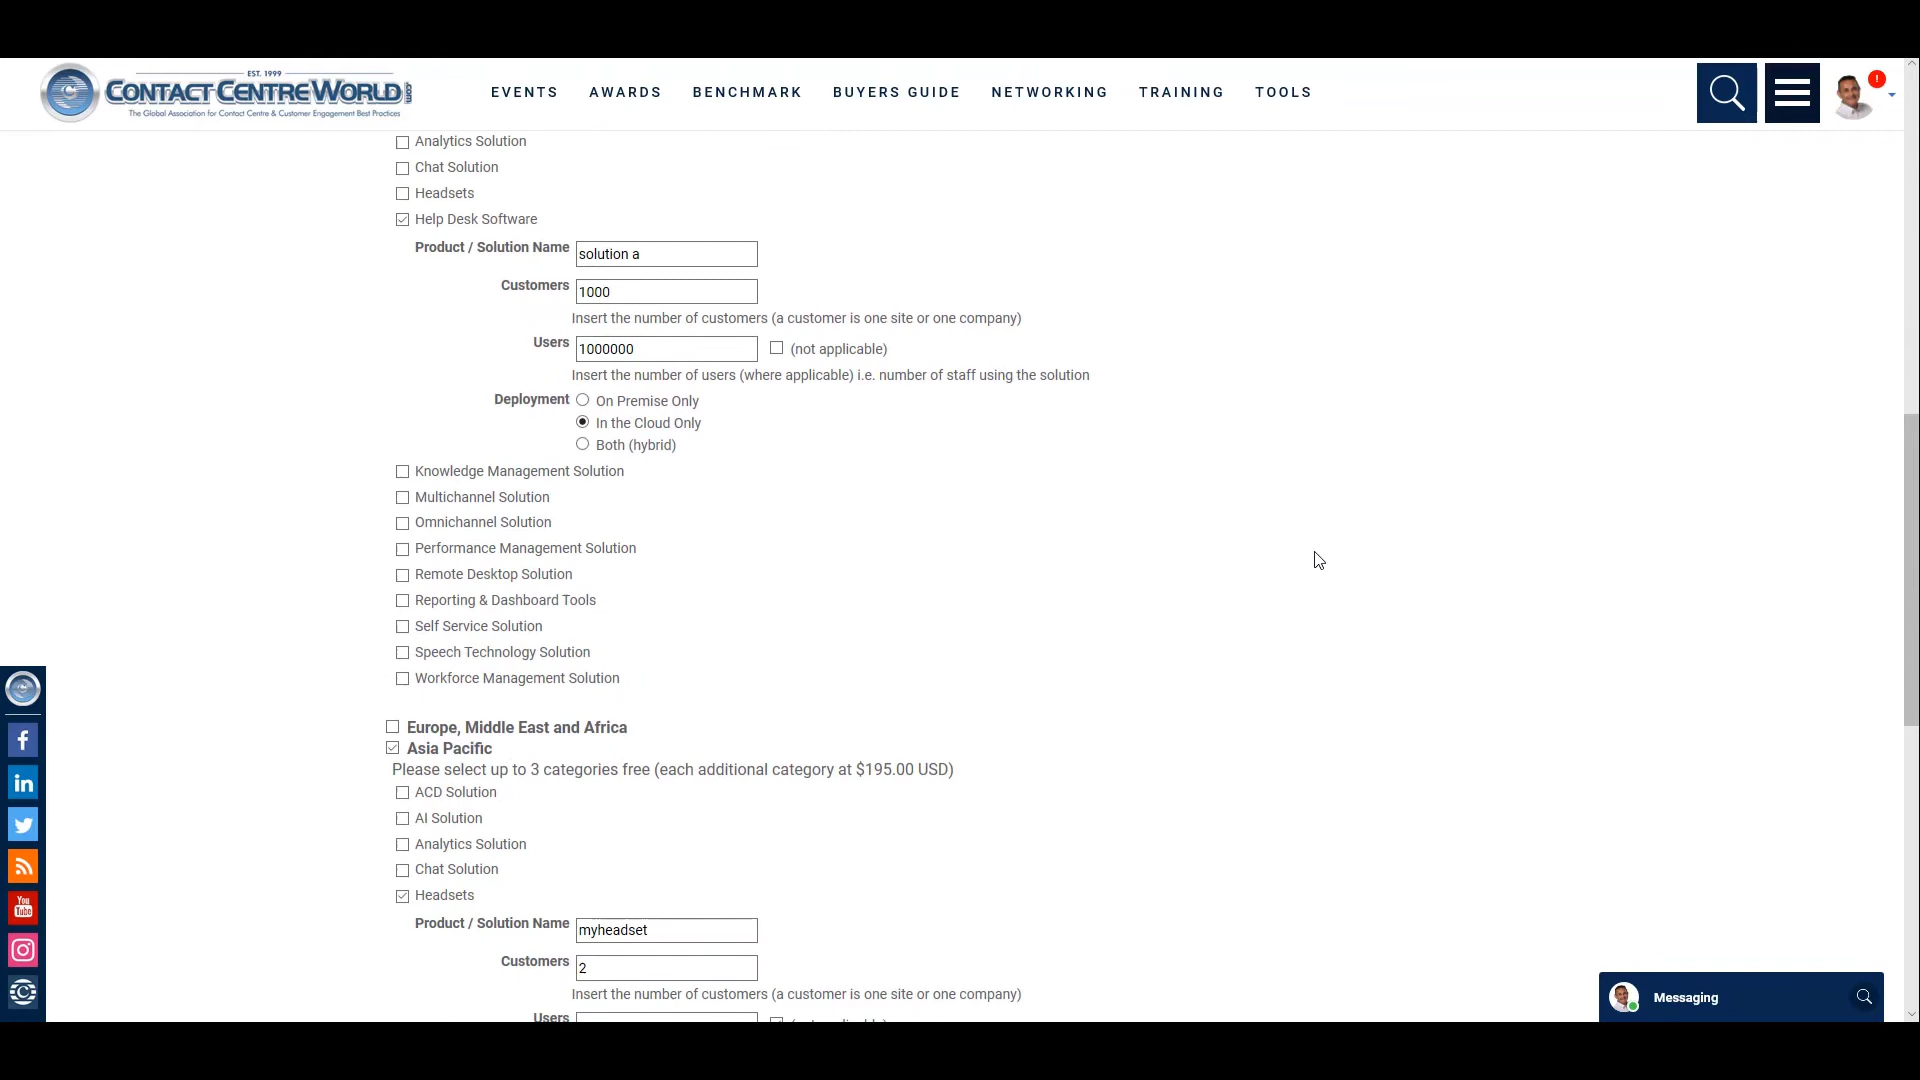 EST. 1999
CONTACT CENTREWORLD.com
The Global Association for Contact Centre & Customer Engagement Best Practices
EVENTS AWARDS BENCHMARK BUYERS GUIDE NETWORKING TRAINING TOOLS
!
Analytics Solution
Chat Solution
Headsets
Help Desk Software
Product / Solution Name solution a
Customers 1000
Insert the number of customers (a customer is one site or one company)
Users 1000000 (not applicable)
Insert the number of users (where applicable) i.e. number of staff using the solution
Deployment On Premise Only
In the Cloud Only
Both (hybrid)
Knowledge Management Solution
Multichannel Solution
Omnichannel Solution
Performance Management Solution
Remote Desktop Solution
Reporting & Dashboard Tools
Self Service Solution
Speech Technology Solution
Workforce Management Solution
Europe, Middle East and Africa
Asia Pacific
Please select up to 3 categories free (each additional category at $195.00 USD)
ACD Solution
AI Solution
Analytics Solution
Chat Solution
Headsets
Product / Solution Name myheadset
Customers 2
Insert the number of customers (a customer is one site or one company)
Users
f
in
You
Tube
Messaging